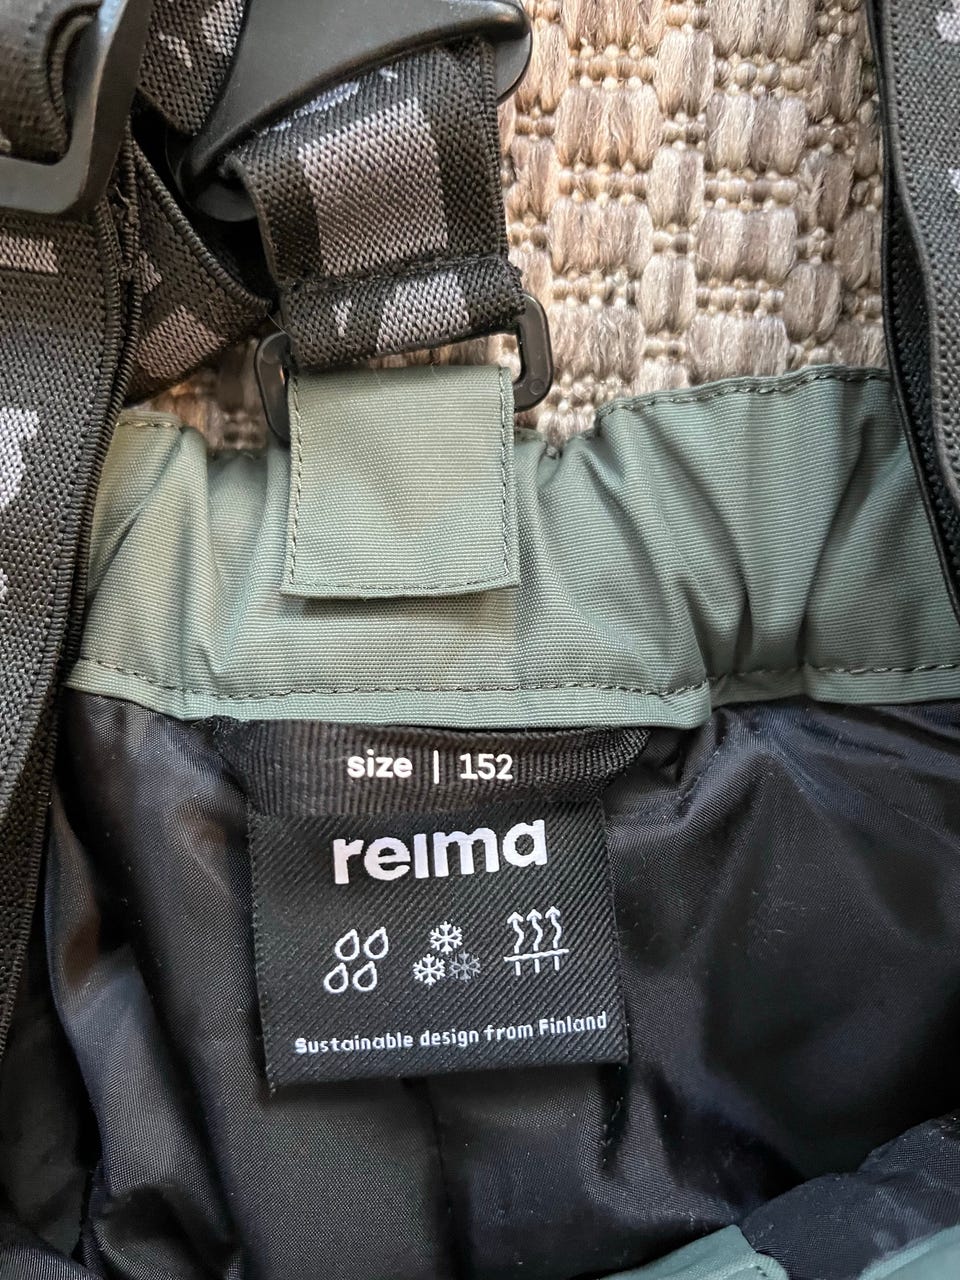 size | 152
reima
Sustainable design from Finland